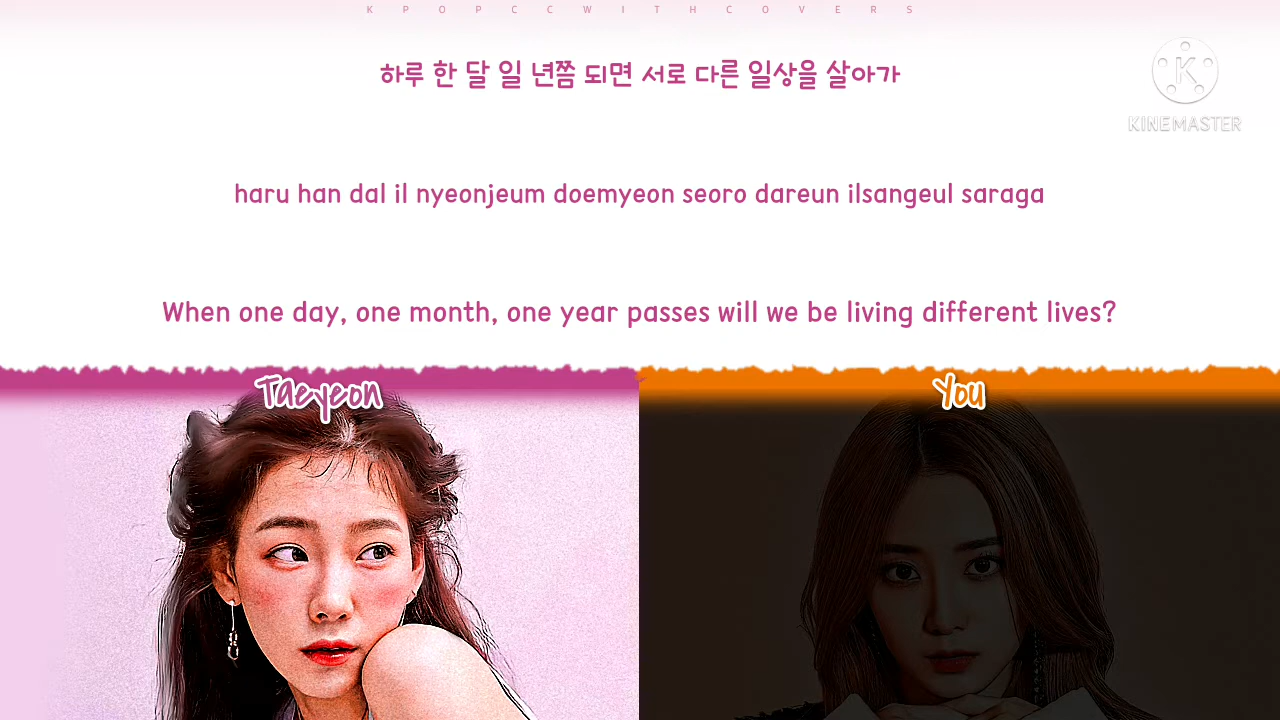 KPOPCCWITHCOVERS
하루 한 달 일 년쯤 되면 서로 다른 일상을 살아가
K
KINEMASTER
haru han dal il nyeonjeum doemyeon seoro dareun ilsangeul saraga
When one day, one month, one year passes will we be living different lives?
Taeyeon
You